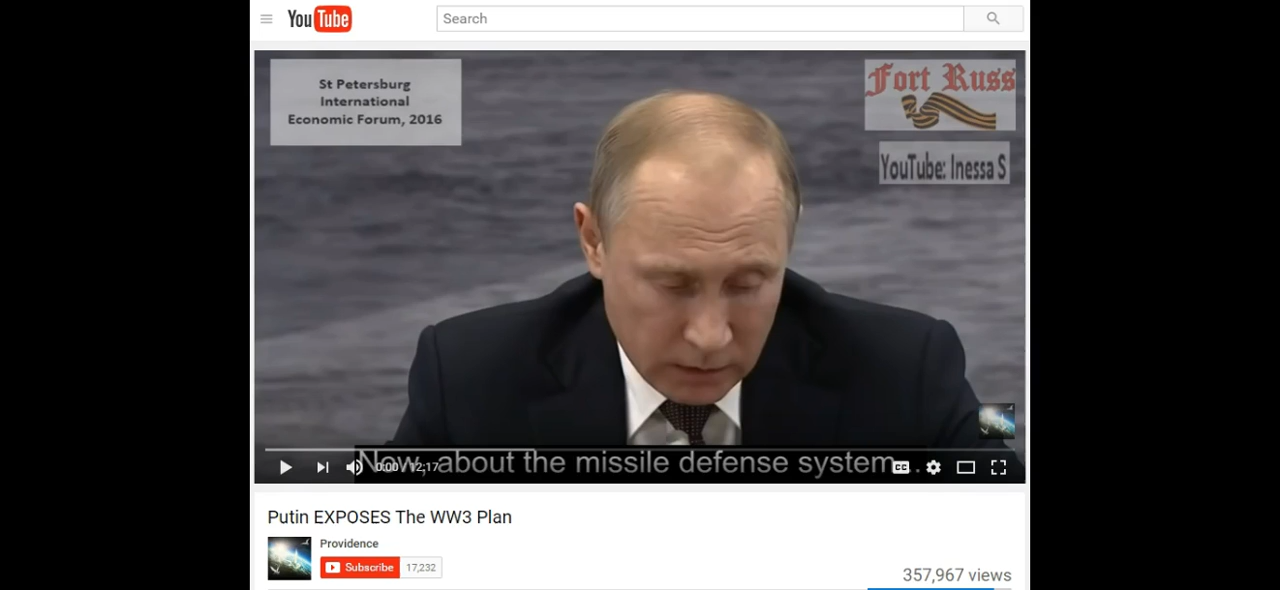 YouTube
Search
St Petersburg
International
Economic Forum, 2016
Fort Russ
YouTube: Inessa S
Now, about the missile defense system...
0:00 / 12:17
CC
Putin EXPOSES The WW3 Plan
Providence
Subscribe 17,232
357,967 views